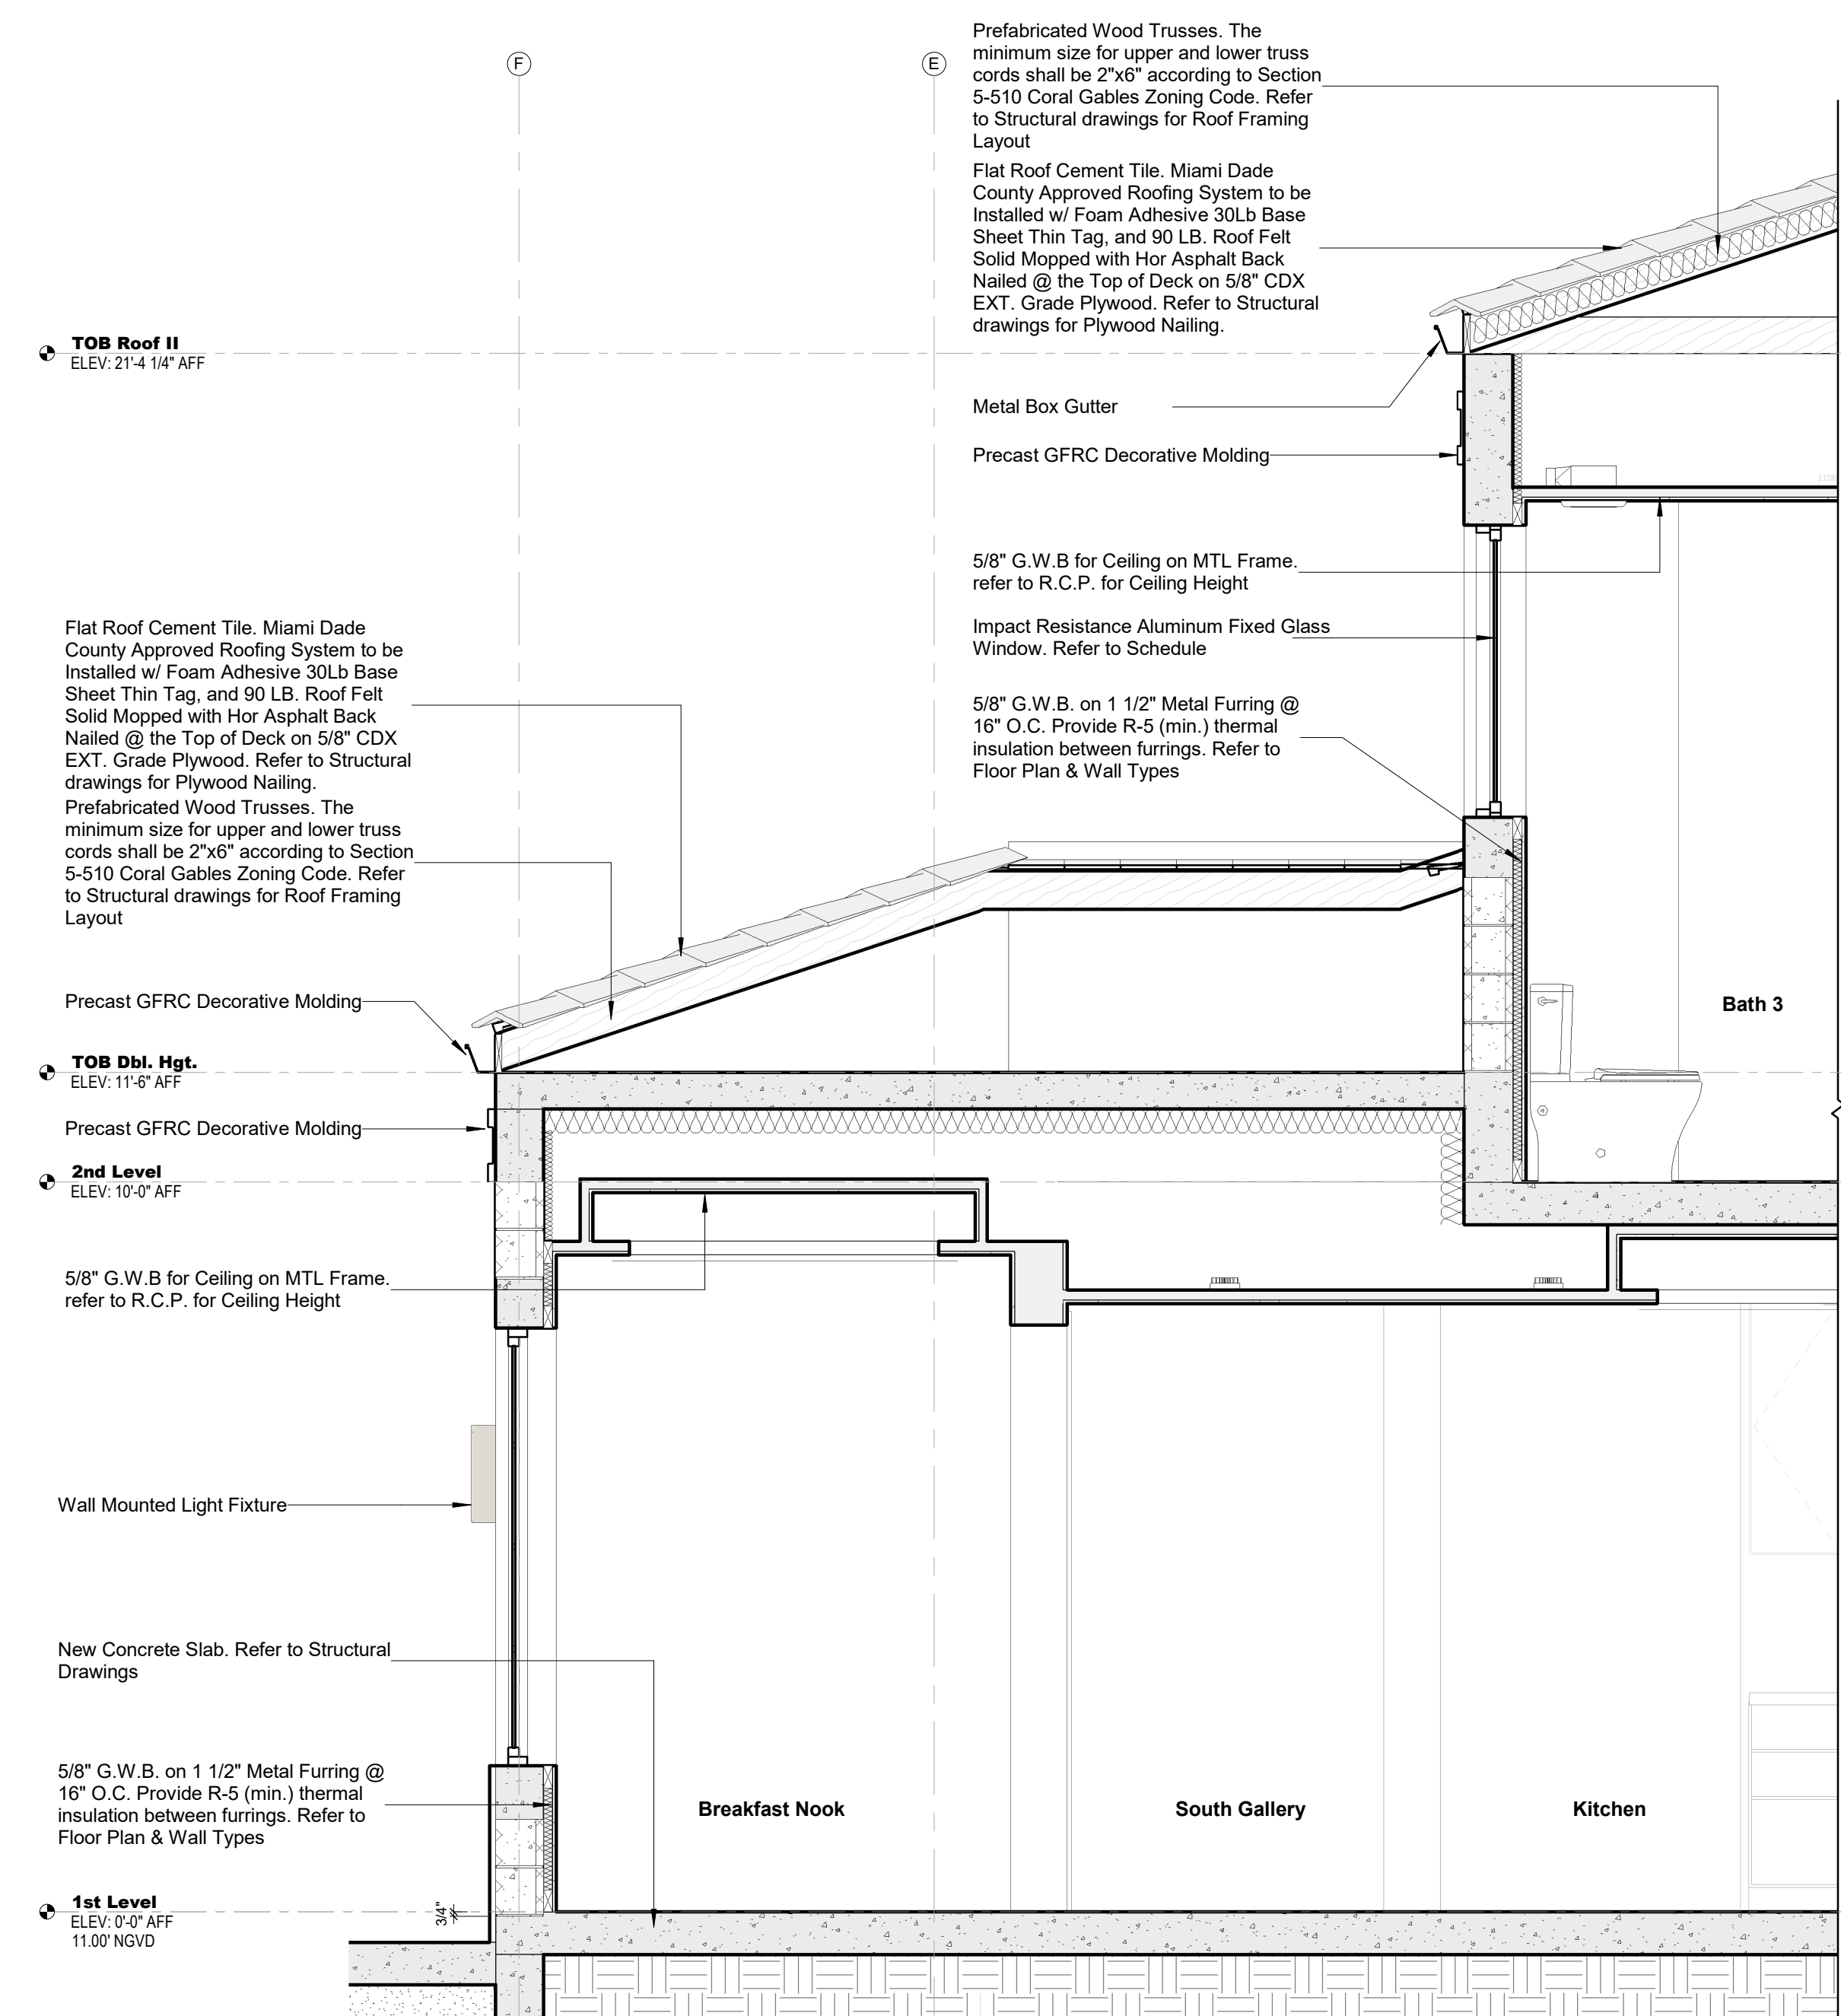 F
E
Prefabricated Wood Trusses. The
minimum size for upper and lower truss
cords shall be 2"x6" according to Section
5-510 Coral Gables Zoning Code. Refer
to Structural drawings for Roof Framing
Layout
Flat Roof Cement Tile. Miami Dade
County Approved Roofing System to be
Installed w/ Foam Adhesive 30Lb Base
Sheet Thin Tag, and 90 LB. Roof Felt
Solid Mopped with Hor Asphalt Back
Nailed @ the Top of Deck on 5/8" CDX
EXT. Grade Plywood. Refer to Structural
drawings for Plywood Nailing.
TOB Roof II
ELEV: 21'-4 1/4" AFF
Metal Box Gutter
Precast GFRC Decorative Molding
5/8" G.W.B for Ceiling on MTL Frame.
refer to R.C.P. for Ceiling Height
Impact Resistance Aluminum Fixed Glass
Window. Refer to Schedule
5/8" G.W.B. on 1 1/2" Metal Furring @
16" O.C. Provide R-5 (min.) thermal
insulation between furrings. Refer to
Floor Plan & Wall Types
Flat Roof Cement Tile. Miami Dade
County Approved Roofing System to be
Installed w/ Foam Adhesive 30Lb Base
Sheet Thin Tag, and 90 LB. Roof Felt
Solid Mopped with Hor Asphalt Back
Nailed @ the Top of Deck on 5/8" CDX
EXT. Grade Plywood. Refer to Structural
drawings for Plywood Nailing.
Prefabricated Wood Trusses. The
minimum size for upper and lower truss
cords shall be 2"x6" according to Section
5-510 Coral Gables Zoning Code. Refer
to Structural drawings for Roof Framing
Layout
Precast GFRC Decorative Molding
Bath 3
TOB Dbl. Hgt.
ELEV: 11'-6" AFF
Precast GFRC Decorative Molding
2nd Level
ELEV: 10'-0" AFF
5/8" G.W.B for Ceiling on MTL Frame.
refer to R.C.P. for Ceiling Height
Wall Mounted Light Fixture
New Concrete Slab. Refer to Structural
Drawings
5/8" G.W.B. on 1 1/2" Metal Furring @
16" O.C. Provide R-5 (min.) thermal
insulation between furrings. Refer to
Floor Plan & Wall Types
Breakfast Nook
South Gallery
Kitchen
1st Level
ELEV: 0'-0" AFF
11.00' NGVD
3/4"